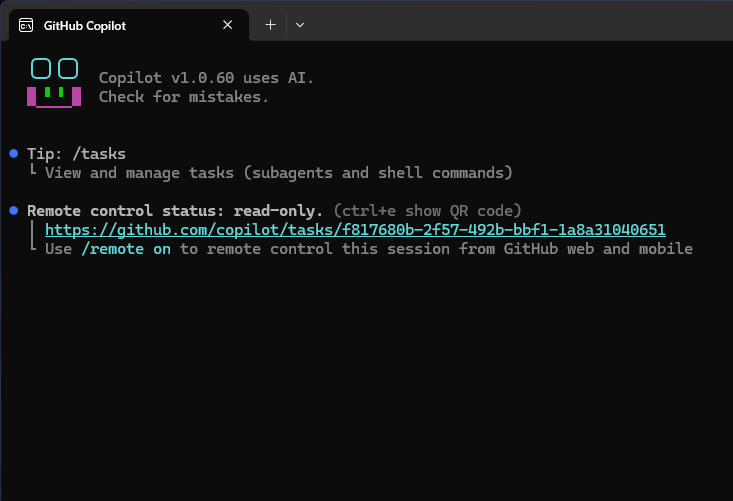 GitHub Copilot
Copilot v1.0.60 uses AI.
Check for mistakes.
Tip: /tasks
View and manage tasks (subagents and shell commands)
Remote control status: read-only. (ctrl+e show QR code)
https://github.com/copilot/tasks/f817680b-2f57-492b-bbf1-1a8a31040651
Use /remote on to remote control this session from GitHub web and mobile